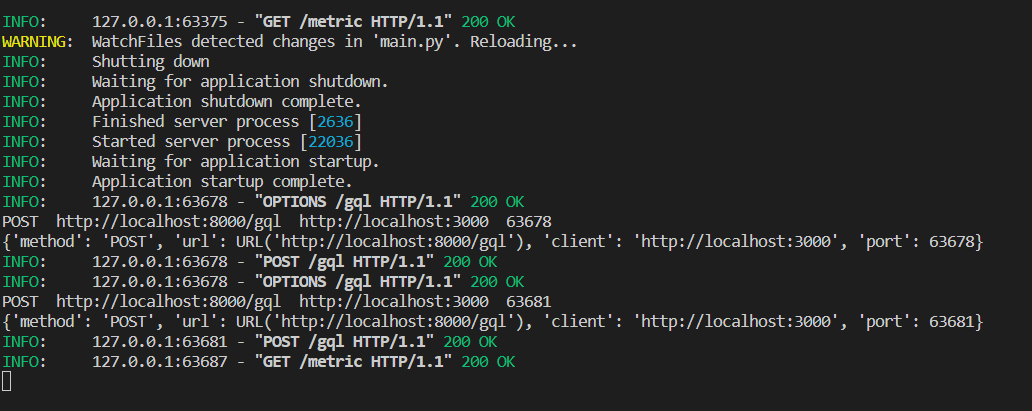 INFO:     127.0.0.1:63375 - "GET /metric HTTP/1.1" 200 OK
WARNING:  WatchFiles detected changes in 'main.py'. Reloading...
INFO:     Shutting down
INFO:     Waiting for application shutdown.
INFO:     Application shutdown complete.
INFO:     Finished server process [2636]
INFO:     Started server process [22036]
INFO:     Waiting for application startup.
INFO:     Application startup complete.
INFO:     127.0.0.1:63678 - "OPTIONS /gql HTTP/1.1" 200 OK
POST  http://localhost:8000/gql  http://localhost:3000  63678
{'method': 'POST', 'url': URL('http://localhost:8000/gql'), 'client': 'http://localhost:3000', 'port': 63678}
INFO:     127.0.0.1:63678 - "POST /gql HTTP/1.1" 200 OK
INFO:     127.0.0.1:63678 - "OPTIONS /gql HTTP/1.1" 200 OK
POST  http://localhost:8000/gql  http://localhost:3000  63681
{'method': 'POST', 'url': URL('http://localhost:8000/gql'), 'client': 'http://localhost:3000', 'port': 63681}
INFO:     127.0.0.1:63681 - "POST /gql HTTP/1.1" 200 OK
INFO:     127.0.0.1:63687 - "GET /metric HTTP/1.1" 200 OK